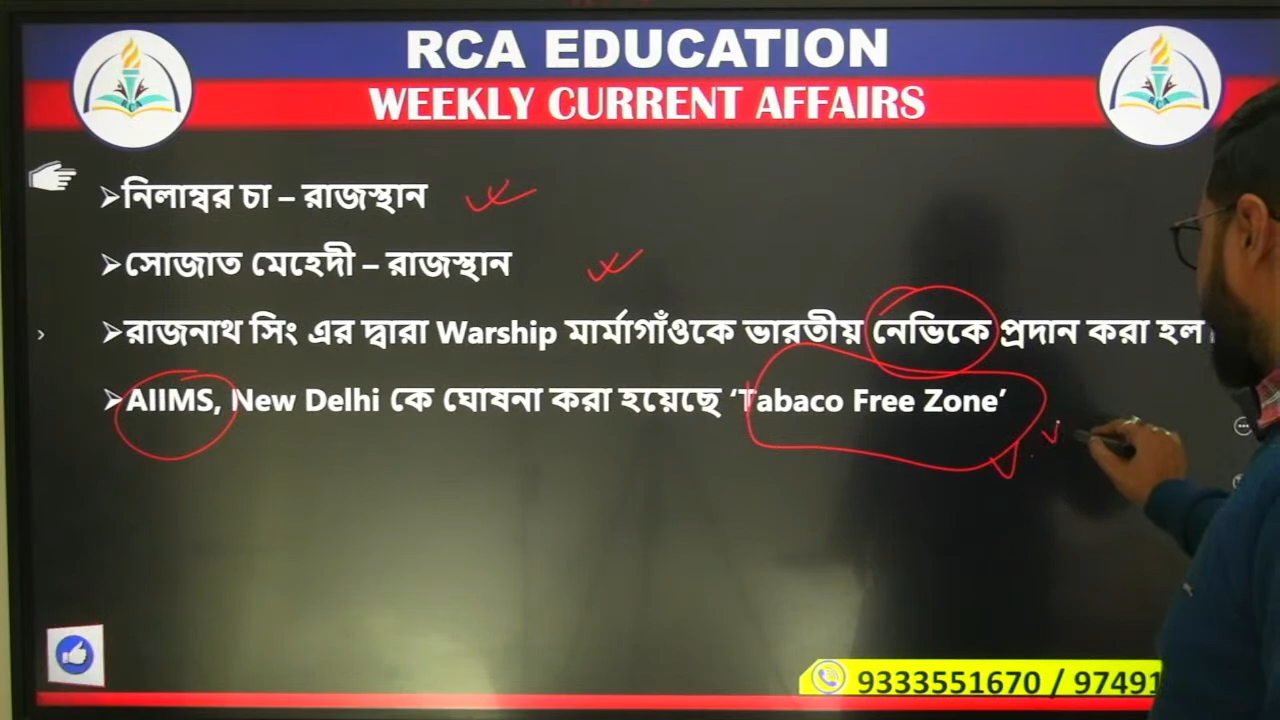 RCA EDUCATION
WEEKLY CURRENT AFFAIRS
➢নিলাম্বর চা – রাজস্থান
➢সোজাত মেহেদী – রাজস্থান
➢রাজনাথ সিং এর দ্বারা Warship মার্মাগাঁওকে ভারতীয় নেভিকে প্রদান করা হল
➢AIIMS, New Delhi কে ঘোষনা করা হয়েছে ‘Tabaco Free Zone’
9333551670 / 97491